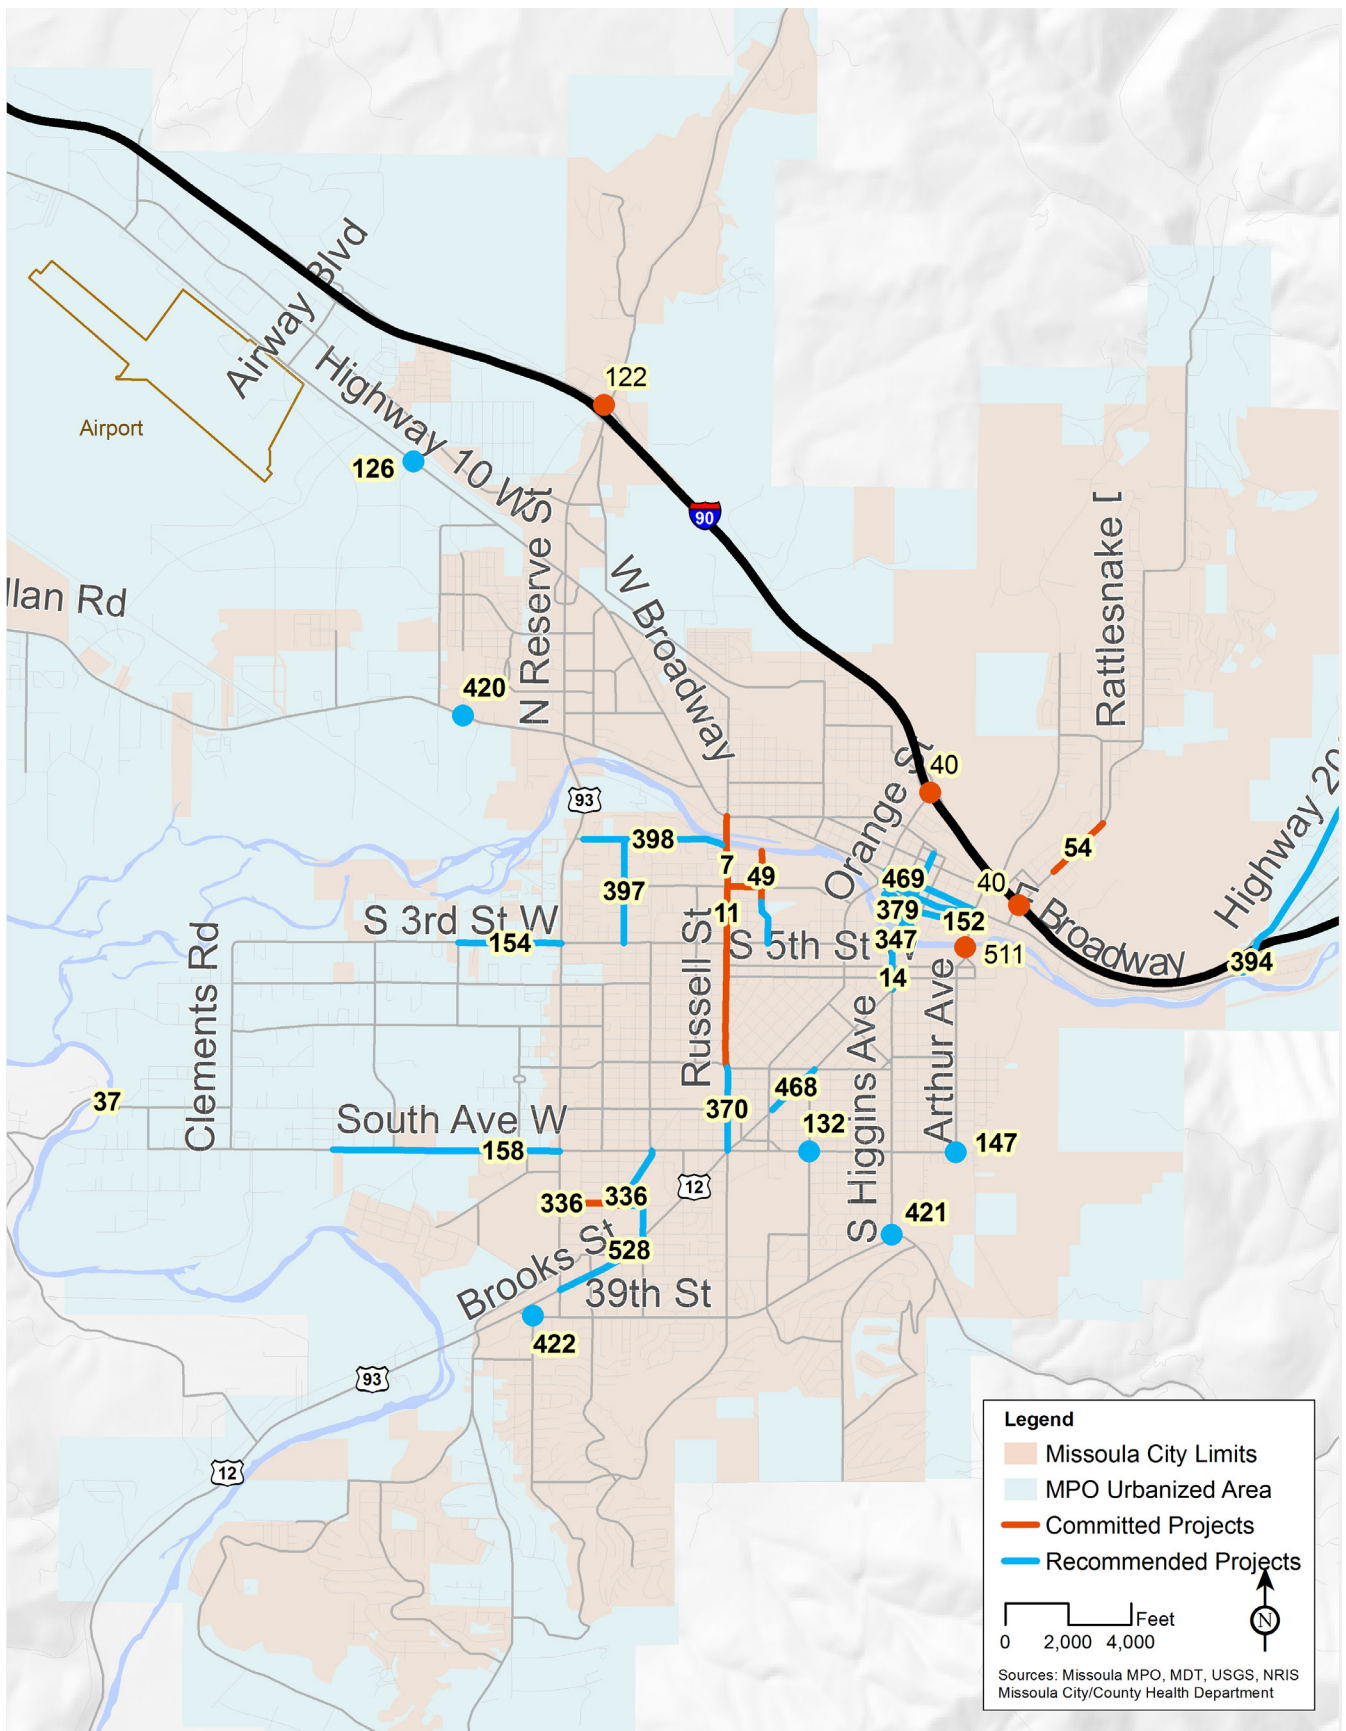 Airway Blvd
122
Highway 10 W
Airport
126
90
N Reserve St
W Broadway
Rattlesnake [
llan Rd
420
Orange St
40
93
Highway 20
398
7
54
49
469
40
397
E Broadway
S 3rd St W
11
379
152
154
Russell St
S 5th St W
347
511
394
14
Clements Rd
Arthur Ave
S Higgins Ave
37
468
South Ave W
370
132
158
147
12
336
336
421
Brooks St
528
39th St
422
93
12
Legend
Missoula City Limits
MPO Urbanized Area
Committed Projects
Recommended Projects
Feet
0 2,000 4,000
N
Sources: Missoula MPO, MDT, USGS, NRIS
Missoula City/County Health Department